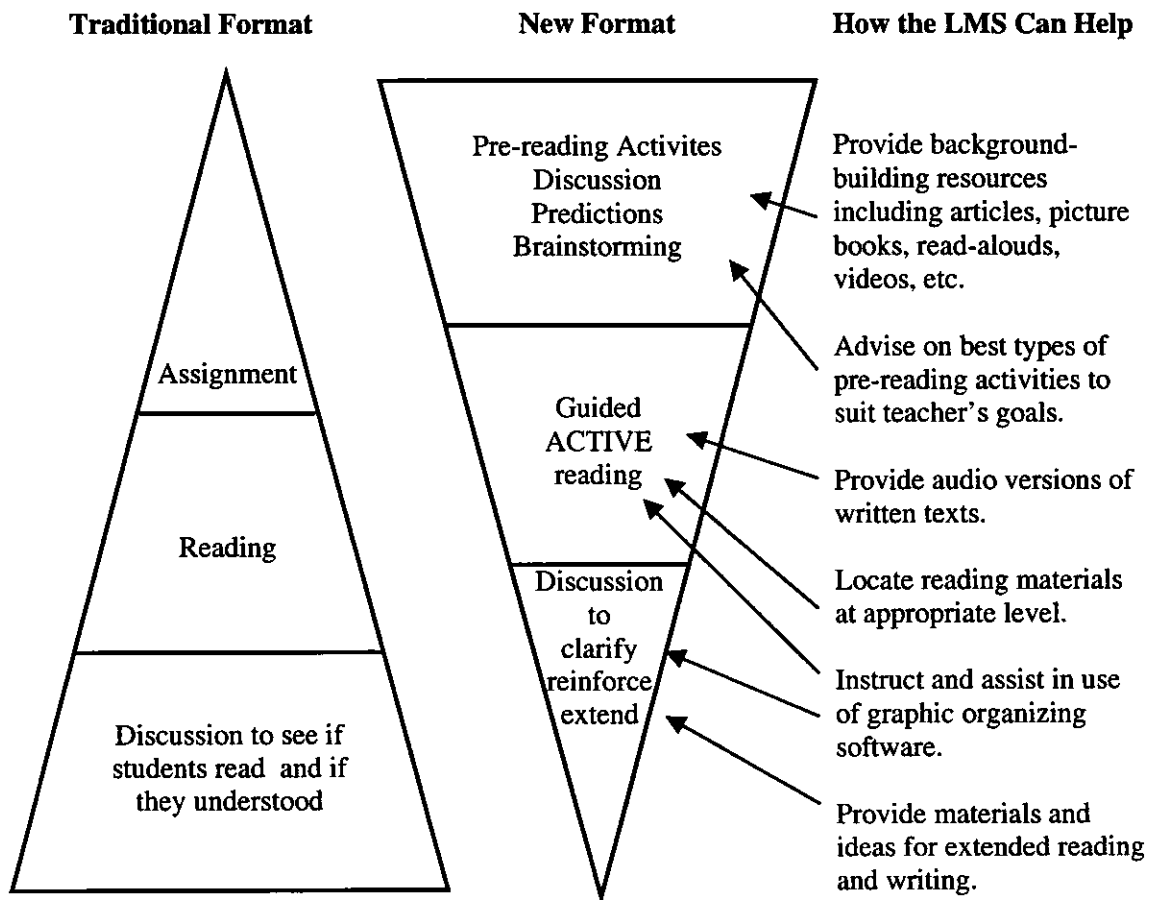 Traditional Format
New Format
How the LMS Can Help
Assignment
Reading
Discussion to see if
students read and if
they understood
Pre-reading Activites
Discussion
Predictions
Brainstorming
Guided
ACTIVE
reading
Discussion
to
clarify
reinforce
extend
Provide background-
building resources
including articles, picture
books, read-alouds,
videos, etc.
Advise on best types of
pre-reading activities to
suit teacher's goals.
Provide audio versions of
written texts.
Locate reading materials
at appropriate level.
Instruct and assist in use
of graphic organizing
software.
Provide materials and
ideas for extended reading
and writing.